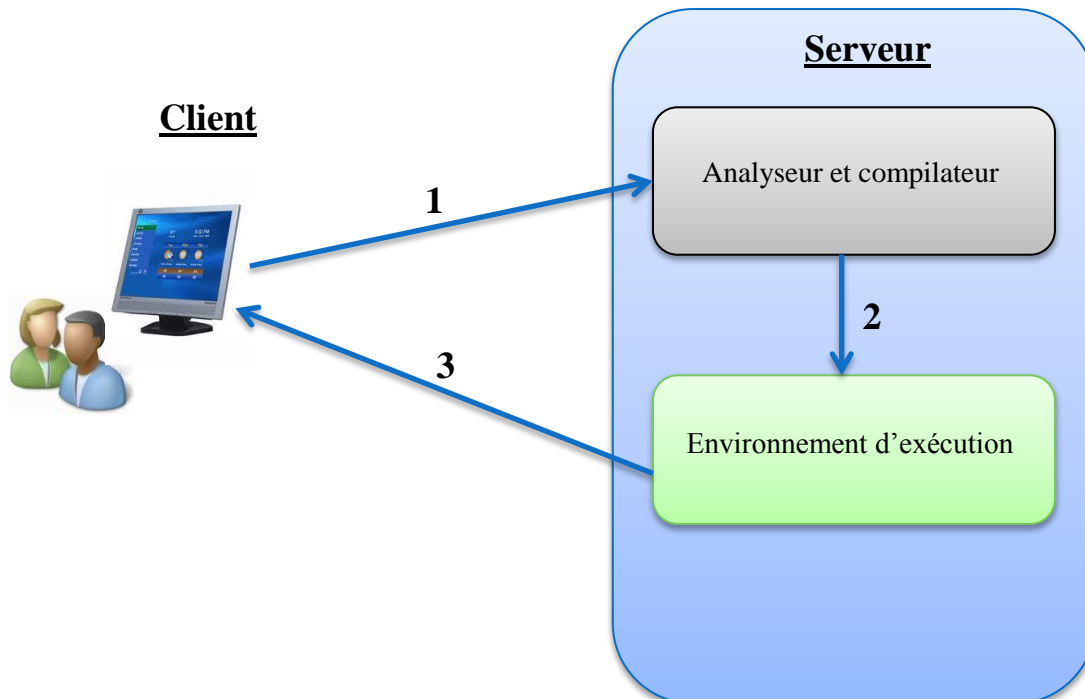 Serveur
Client
Analyseur et compilateur
1
2
3
Environnement d'exécution